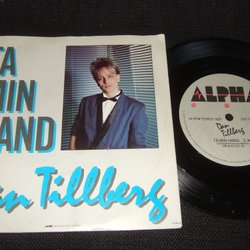 TA
MIN
HAND
Dan Tillberg
ALPHA
Dan
Tillberg
TA MIN HAND